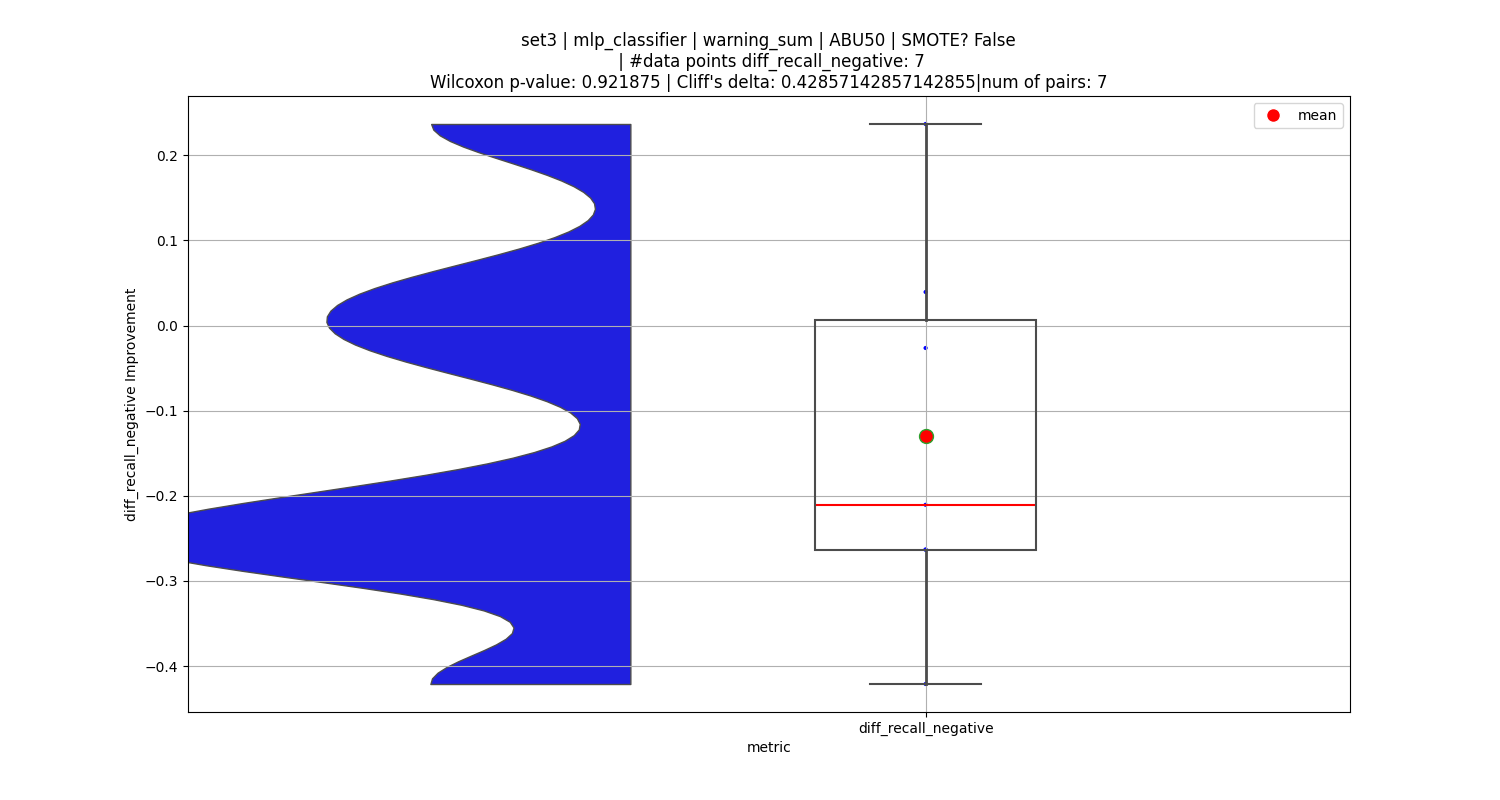 set3 | mlp_classifier | warning_sum | ABU50 | SMOTE? False
| #data points diff_recall_negative: 7
Wilcoxon p-value: 0.921875 | Cliff's delta: 0.42857142857142855|num of pairs: 7
mean
0.2
0.1
0.0
−0.1
−0.2
−0.3
−0.4
diff_recall_negative Improvement
diff_recall_negative
metric